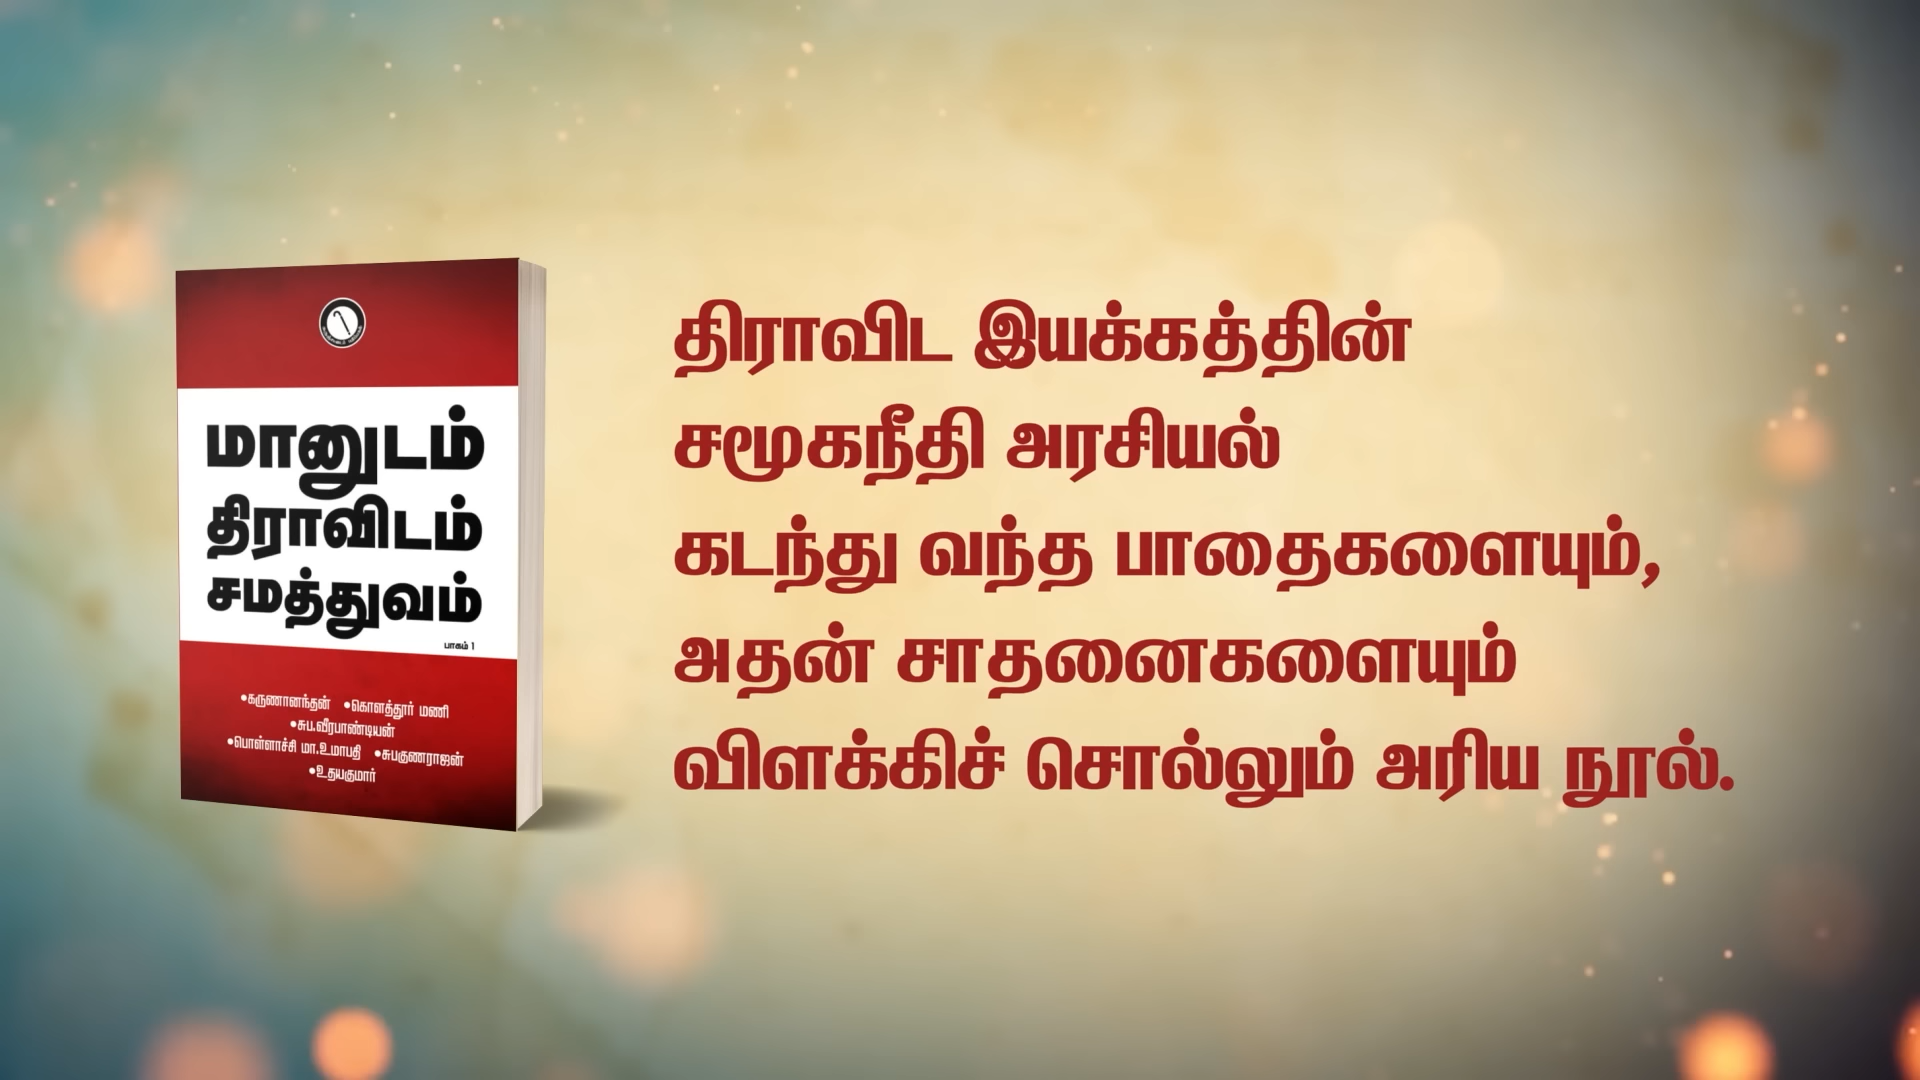 மானுடம்
திராவிடம்
சமத்துவம்
பாகம் 1
•கருணானந்தன் •கொளத்தூர் மணி
•சுப.வீரபாண்டியன்
•பொள்ளாச்சி மா.உமாபதி •சுபகுணராஜன்
•உதயகுமார்
திராவிட இயக்கத்தின்
சமூகநீதி அரசியல்
கடந்து வந்த பாதைகளையும்,
அதன் சாதனைகளையும்
விளக்கிச் சொல்லும் அரிய நூல்.